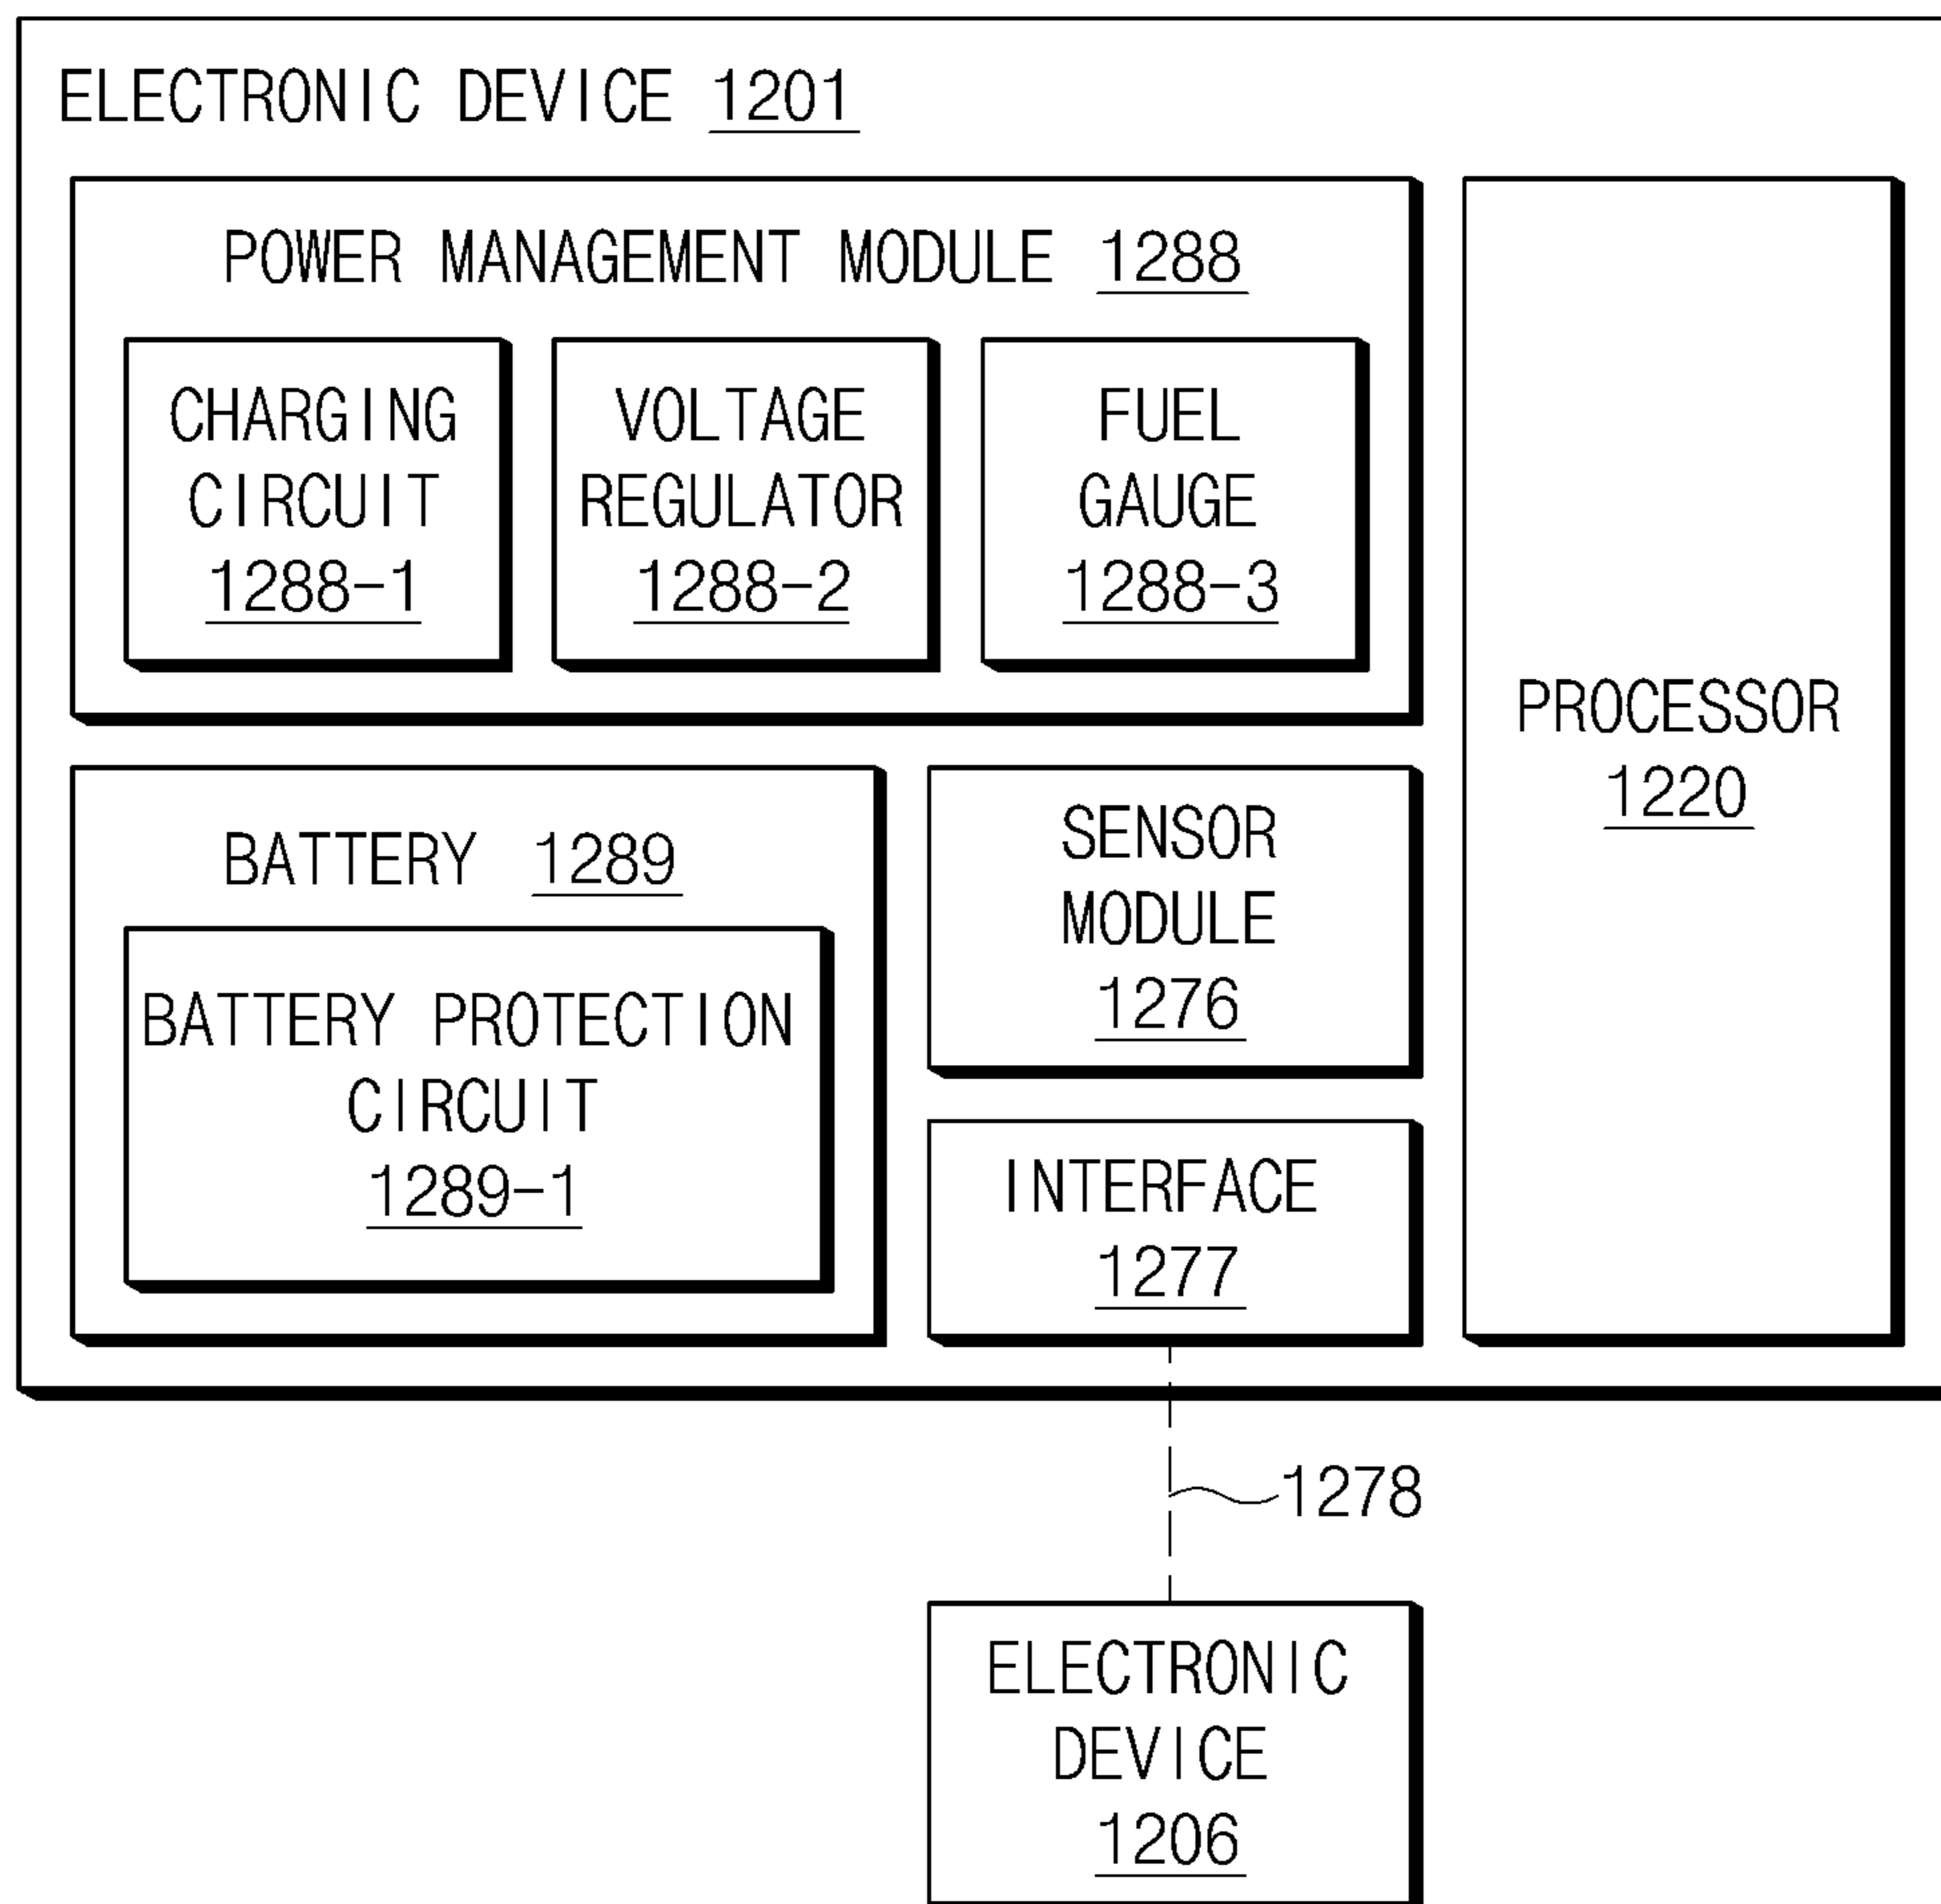 ELECTRONIC DEVICE 1201
POWER MANAGEMENT MODULE 1288
CHARGING
CIRCUIT
1288-1
VOLTAGE
REGULATOR
1288-2
FUEL
GAUGE
1288-3
PROCESSOR
1220
BATTERY 1289
BATTERY PROTECTION
CIRCUIT
1289-1
SENSOR
MODULE
1276
INTERFACE
1277
1278
ELECTRONIC
DEVICE
1206